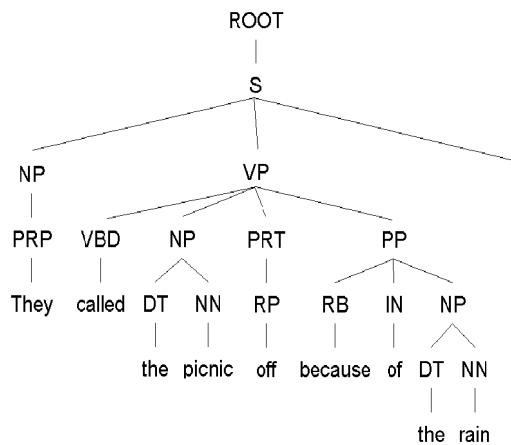 ROOT
S
NP VP
PRP VBD NP PRT PP
They called DT NN RP RB IN NP
the picnic off because of DT NN
the rain